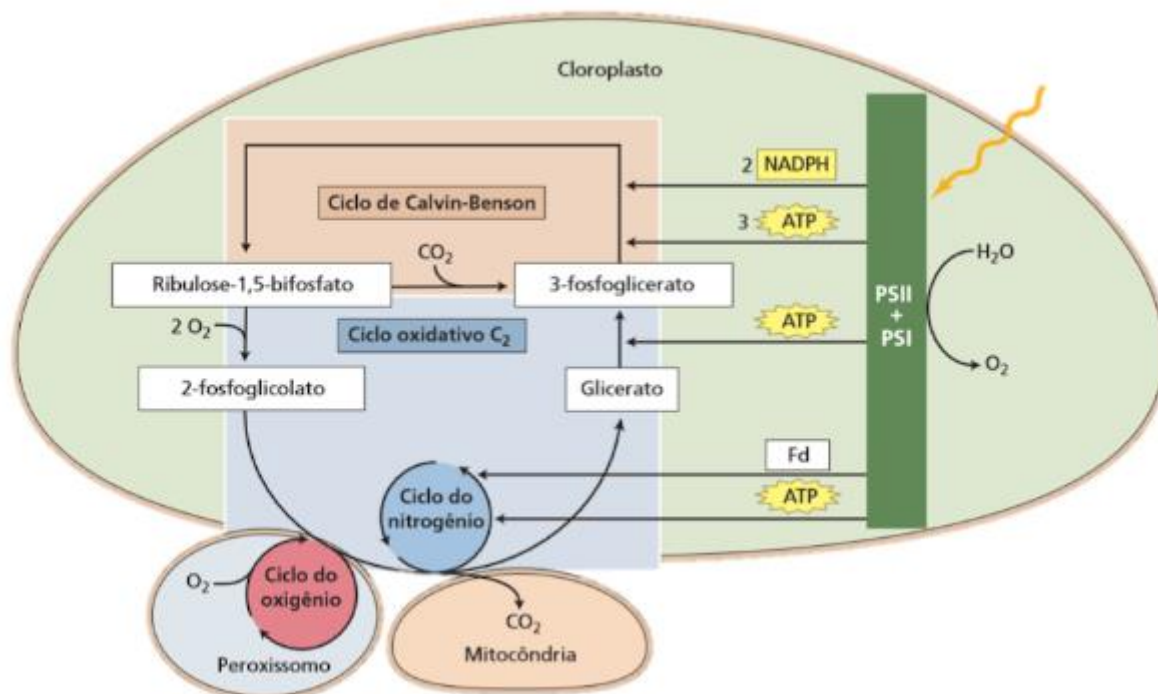 Cloroplasto
2 NADPH
Ciclo de Calvin-Benson
3 ATP
CO₂
H₂O
Ribulose-1,5-bifosfato
3-fosfoglicerato
PSII
+
PSI
2 O₂
Ciclo oxidativo C₂
ATP
O₂
2-fosfoglicolato
Glicerato
Fd
Ciclo do
nitrogênio
ATP
O₂
Ciclo do
oxigênio
CO₂
Peroxissomo
Mitocôndria